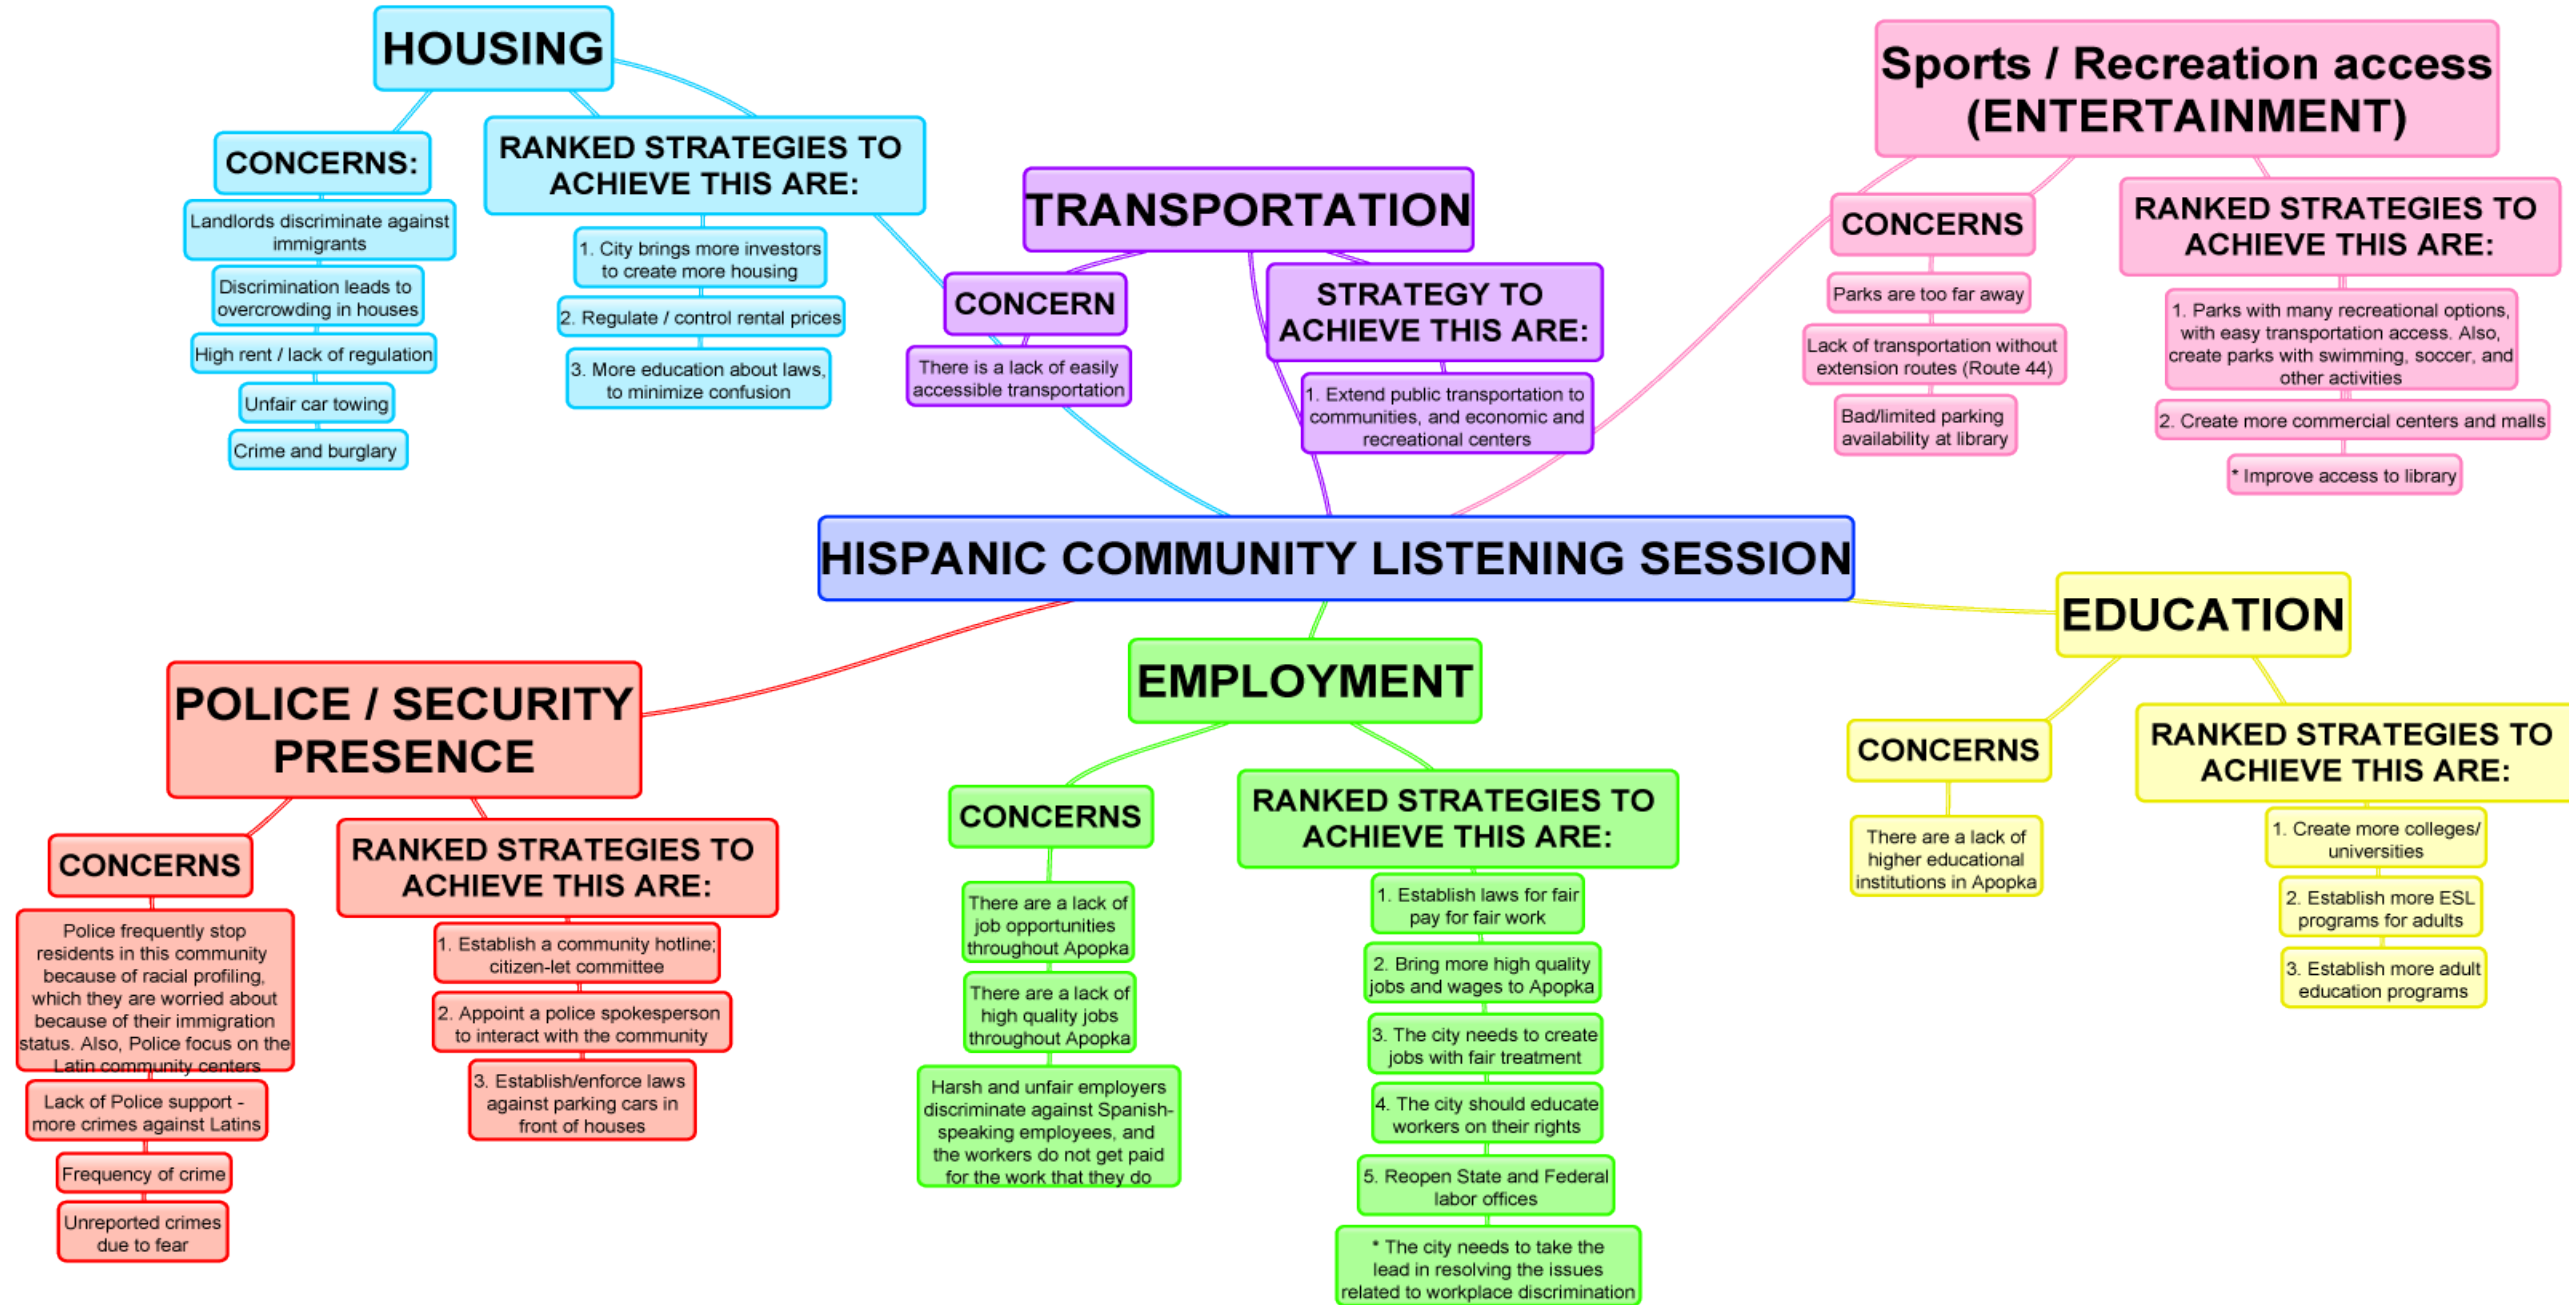 HOUSING
CONCERNS:
Landlords discriminate against
immigrants
Discrimination leads to
overcrowding in houses
High rent / lack of regulation
Unfair car towing
Crime and burglary
RANKED STRATEGIES TO
ACHIEVE THIS ARE:
1. City brings more investors
to create more housing
2. Regulate / control rental prices
3. More education about laws,
to minimize confusion
TRANSPORTATION
CONCERN
There is a lack of easily
accessible transportation
STRATEGY TO
ACHIEVE THIS ARE:
1. Extend public transportation to
communities, and economic and
recreational centers
Sports / Recreation access
(ENTERTAINMENT)
CONCERNS
Parks are too far away
Lack of transportation without
extension routes (Route 44)
Bad/limited parking
availability at library
RANKED STRATEGIES TO
ACHIEVE THIS ARE:
1. Parks with many recreational options,
with easy transportation access. Also,
create parks with swimming, soccer, and
other activities
2. Create more commercial centers and malls
* Improve access to library
HISPANIC COMMUNITY LISTENING SESSION
POLICE / SECURITY
PRESENCE
CONCERNS
Police frequently stop
residents in this community
because of racial profiling,
which they are worried about
because of their immigration
status. Also, Police focus on the
Latin community centers
Lack of Police support -
more crimes against Latins
Frequency of crime
Unreported crimes
due to fear
RANKED STRATEGIES TO
ACHIEVE THIS ARE:
1. Establish a community hotline;
citizen-let committee
2. Appoint a police spokesperson
to interact with the community
3. Establish/enforce laws
against parking cars in
front of houses
EMPLOYMENT
CONCERNS
There are a lack of
job opportunities
throughout Apopka
There are a lack of
high quality jobs
throughout Apopka
Harsh and unfair employers
discriminate against Spanish-
speaking employees, and
the workers do not get paid
for the work that they do
RANKED STRATEGIES TO
ACHIEVE THIS ARE:
1. Establish laws for fair
pay for fair work
2. Bring more high quality
jobs and wages to Apopka
3. The city needs to create
jobs with fair treatment
4. The city should educate
workers on their rights
5. Reopen State and Federal
labor offices
* The city needs to take the
lead in resolving the issues
related to workplace discrimination
EDUCATION
CONCERNS
There are a lack of
higher educational
institutions in Apopka
RANKED STRATEGIES TO
ACHIEVE THIS ARE:
1. Create more colleges/
universities
2. Establish more ESL
programs for adults
3. Establish more adult
education programs